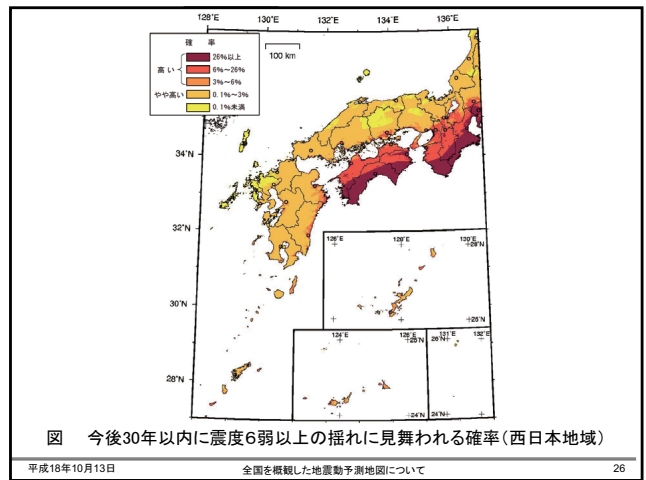 128°E 130°E 132°E 134°E 136°E
確 率
26%以上
高い 6%~26%
3%~6%
やや高い 0.1%~3%
0.1%未満
100 km
34°N
32°N
30°N
28°N
126°E 128°E 130°E
28°N
26°N
124°E
26°N
24°N
131°E 132°E
26°N
24°N
図 今後30年以内に震度6弱以上の揺れに見舞われる確率(西日本地域)
平成18年10月13日 全国を概観した地震動予測地図について 26